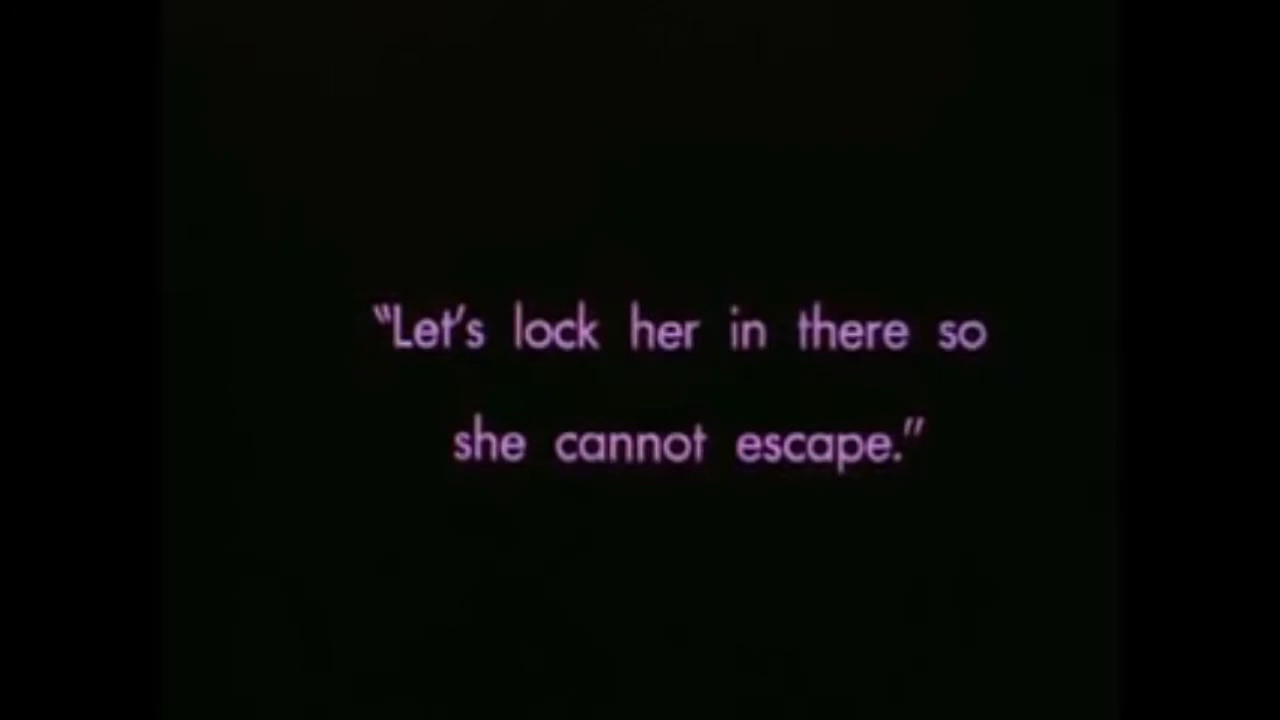 “Let’s lock her in there so
she cannot escape.”